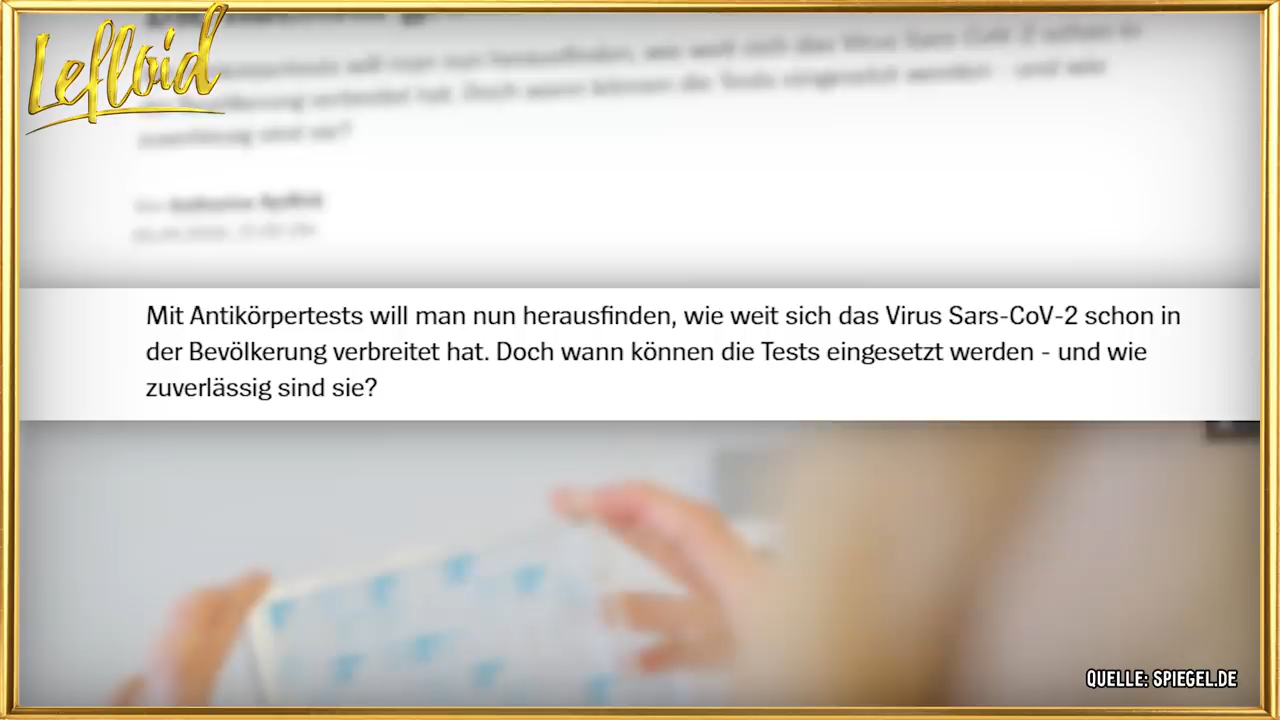 Lefloid
Mit Antikörpertests will man nun herausfinden, wie weit sich das Virus Sars-CoV-2 schon in
der Bevölkerung verbreitet hat. Doch wann können die Tests eingesetzt werden - und wie
zuverlässig sind sie?
QUELLE: SPIEGEL.DE